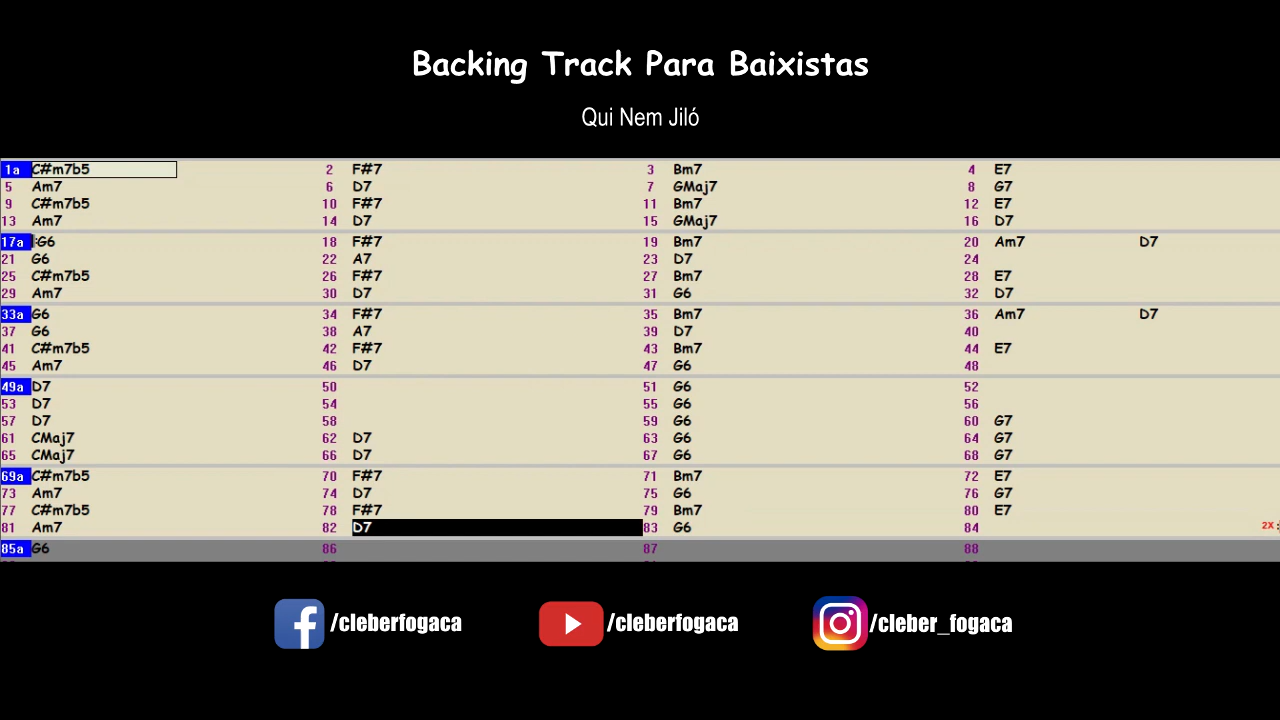 Backing Track Para Baixistas
Qui Nem Jiló
1a C#m7b5 2 F#7 3 Bm7 4 E7
5 Am7 6 D7 7 GMaj7 8 G7
9 C#m7b5 10 F#7 11 Bm7 12 E7
13 Am7 14 D7 15 GMaj7 16 D7
17a G6 18 F#7 19 Bm7 20 Am7 D7
21 G6 22 A7 23 D7 24
25 C#m7b5 26 F#7 27 Bm7 28 E7
29 Am7 30 D7 31 G6 32 D7
33a G6 34 F#7 35 Bm7 36 Am7 D7
37 G6 38 A7 39 D7 40
41 C#m7b5 42 F#7 43 Bm7 44 E7
45 Am7 46 D7 47 G6 48
49a D7 50 51 G6 52
53 D7 54 55 G6 56
57 D7 58 59 G6 60 G7
61 CMaj7 62 D7 63 G6 64 G7
65 CMaj7 66 D7 67 G6 68 G7
69a C#m7b5 70 F#7 71 Bm7 72 E7
73 Am7 74 D7 75 G6 76 G7
77 C#m7b5 78 F#7 79 Bm7 80 E7
81 Am7 82 D7 83 G6 84 2X
85a G6 86 87 88
/cleberfogaca /cleberfogaca /cleber_fogaca